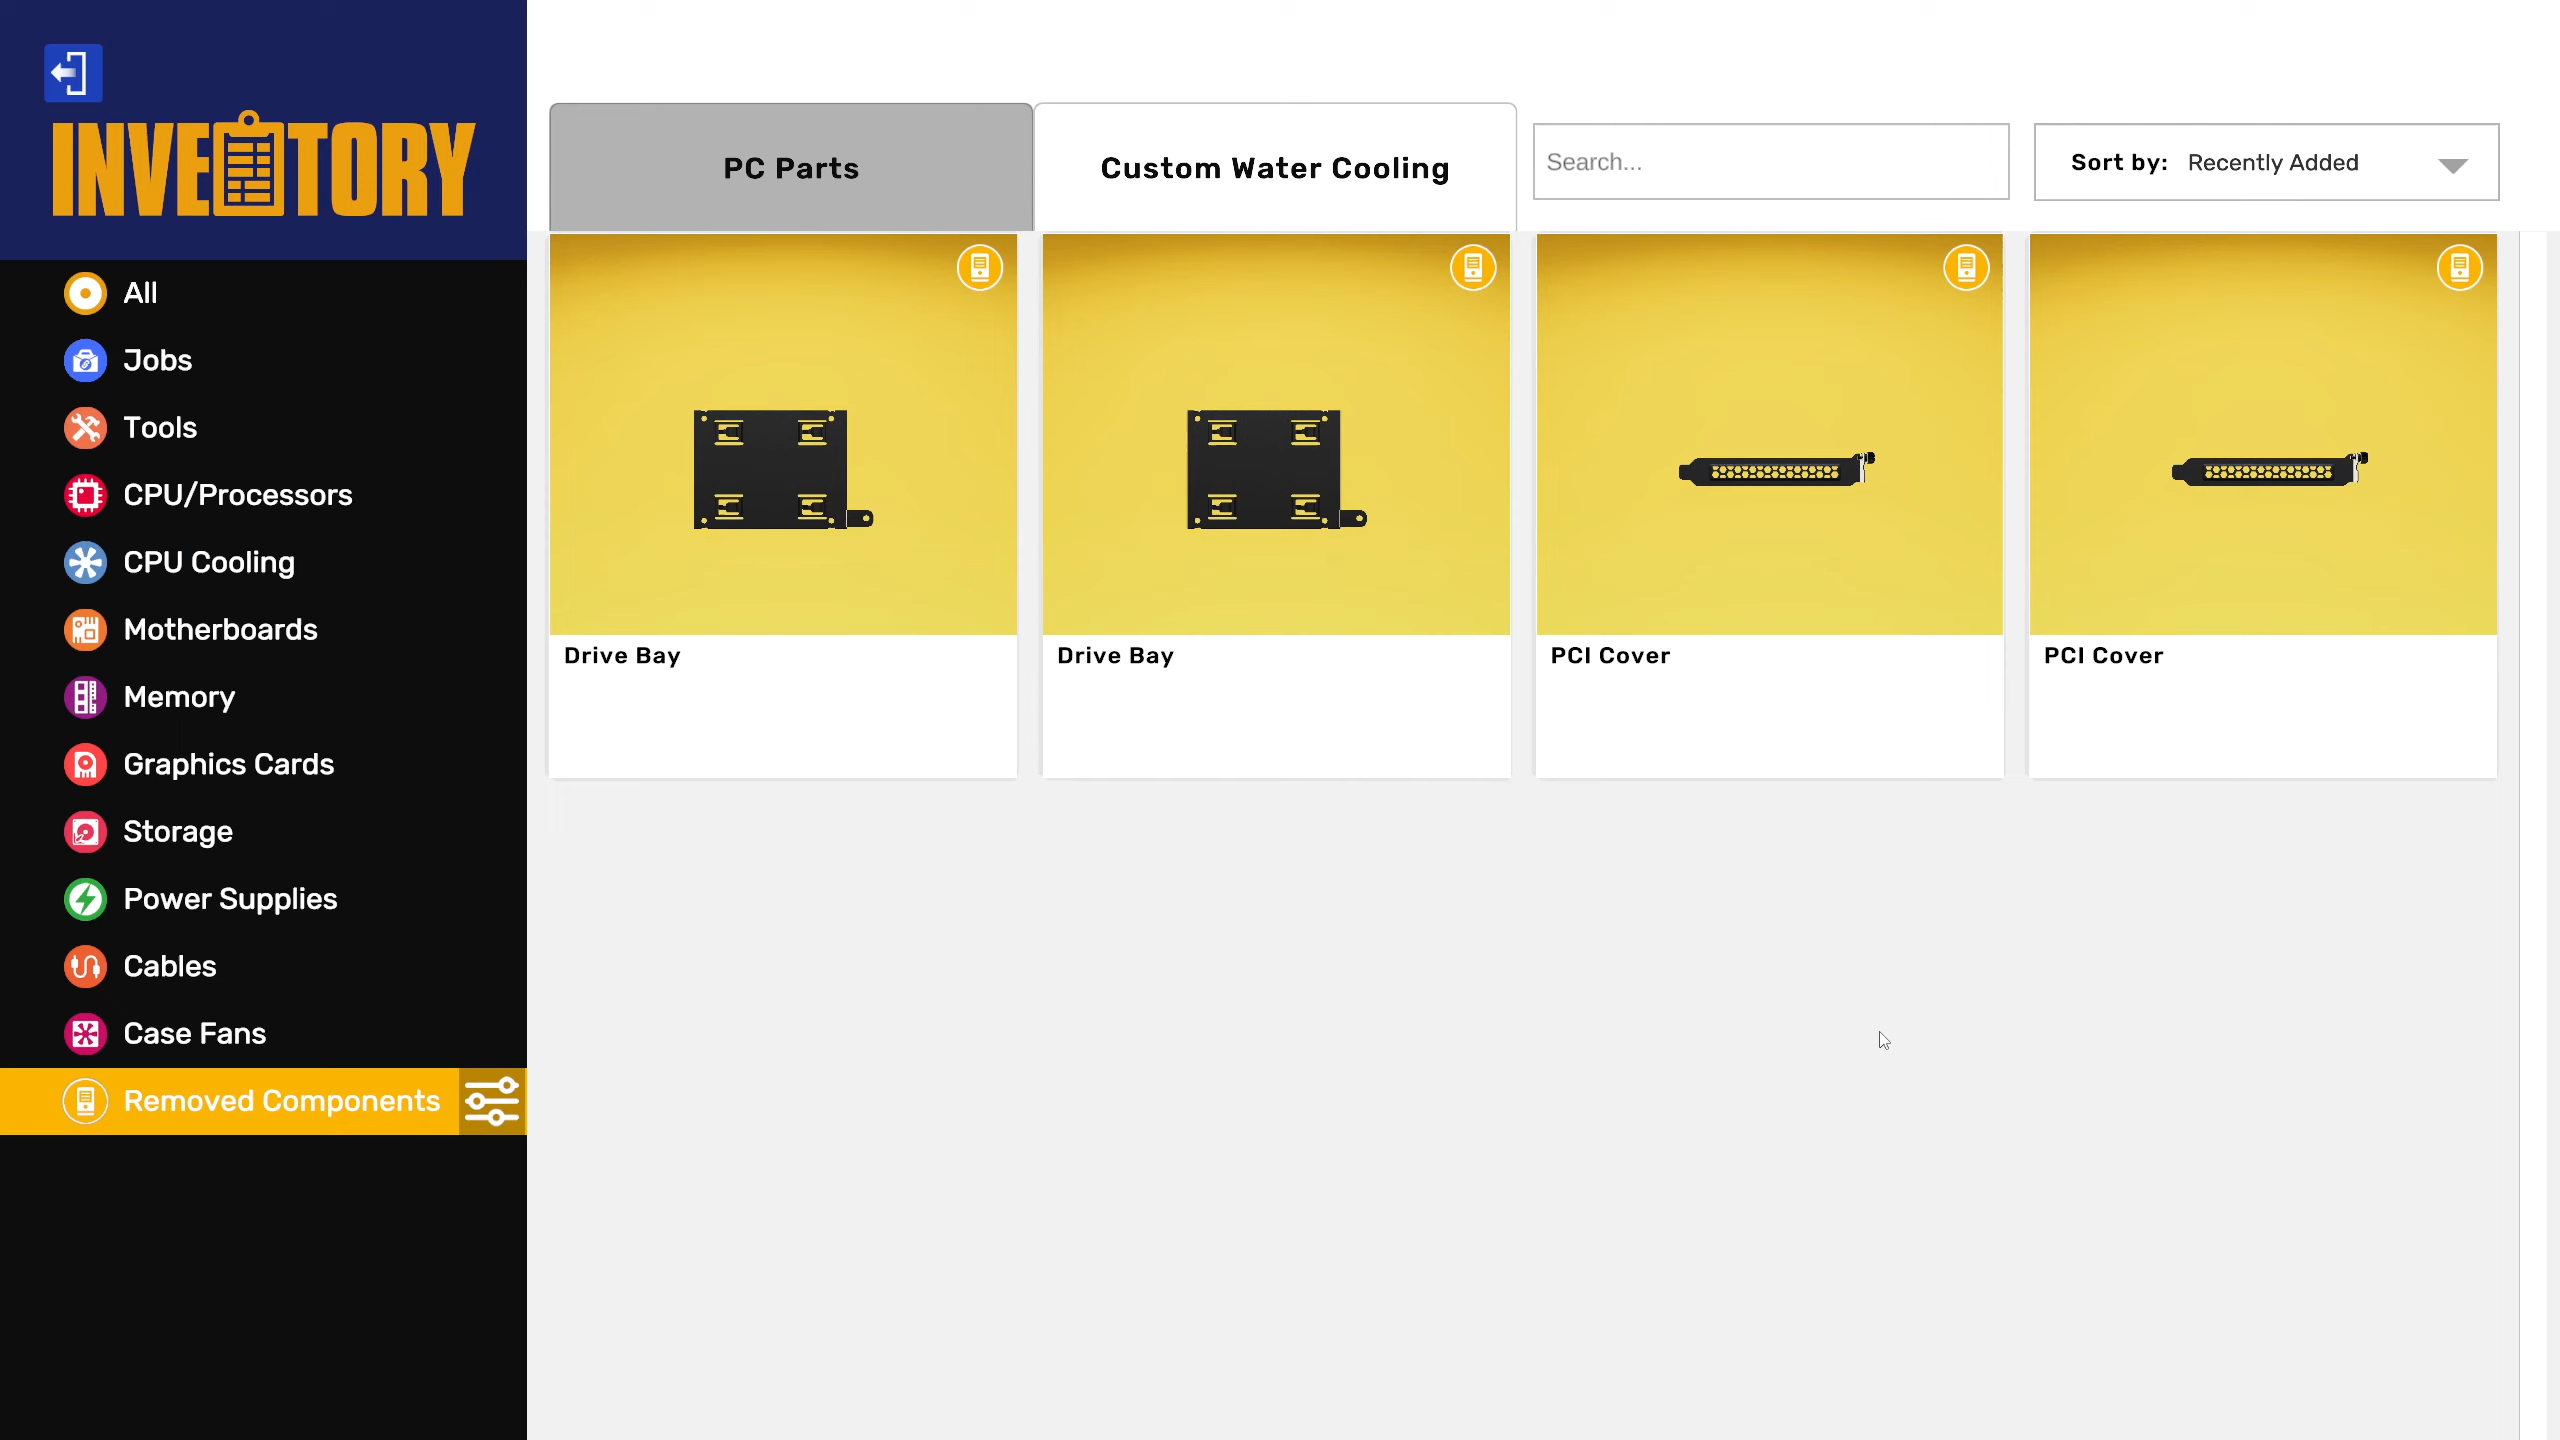 INVENTORY
PC Parts
Custom Water Cooling
Search...
Sort by: Recently Added
All
Jobs
Tools
CPU/Processors
CPU Cooling
Motherboards
Memory
Graphics Cards
Storage
Power Supplies
Cables
Case Fans
Removed Components
Drive Bay
Drive Bay
PCI Cover
PCI Cover